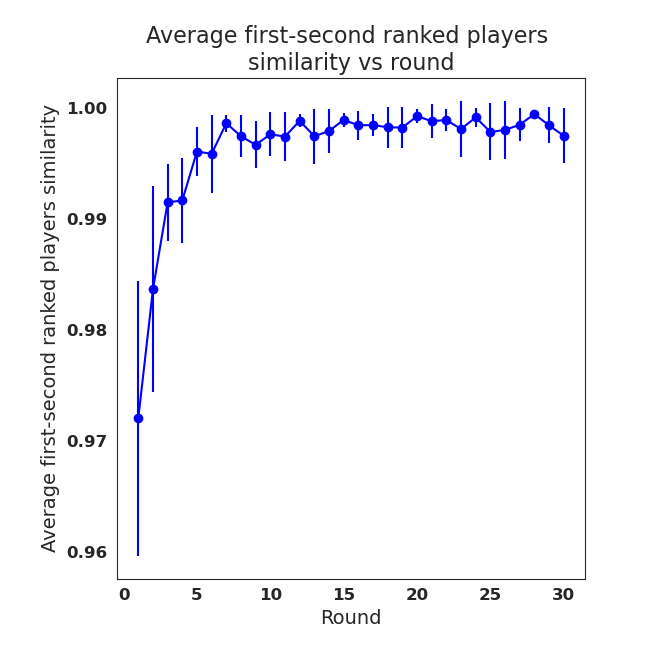 Average first-second ranked players
similarity vs round
Average first-second ranked players similarity
1.00
0.99
0.98
0.97
0.96
0 5 10 15 20 25 30
Round